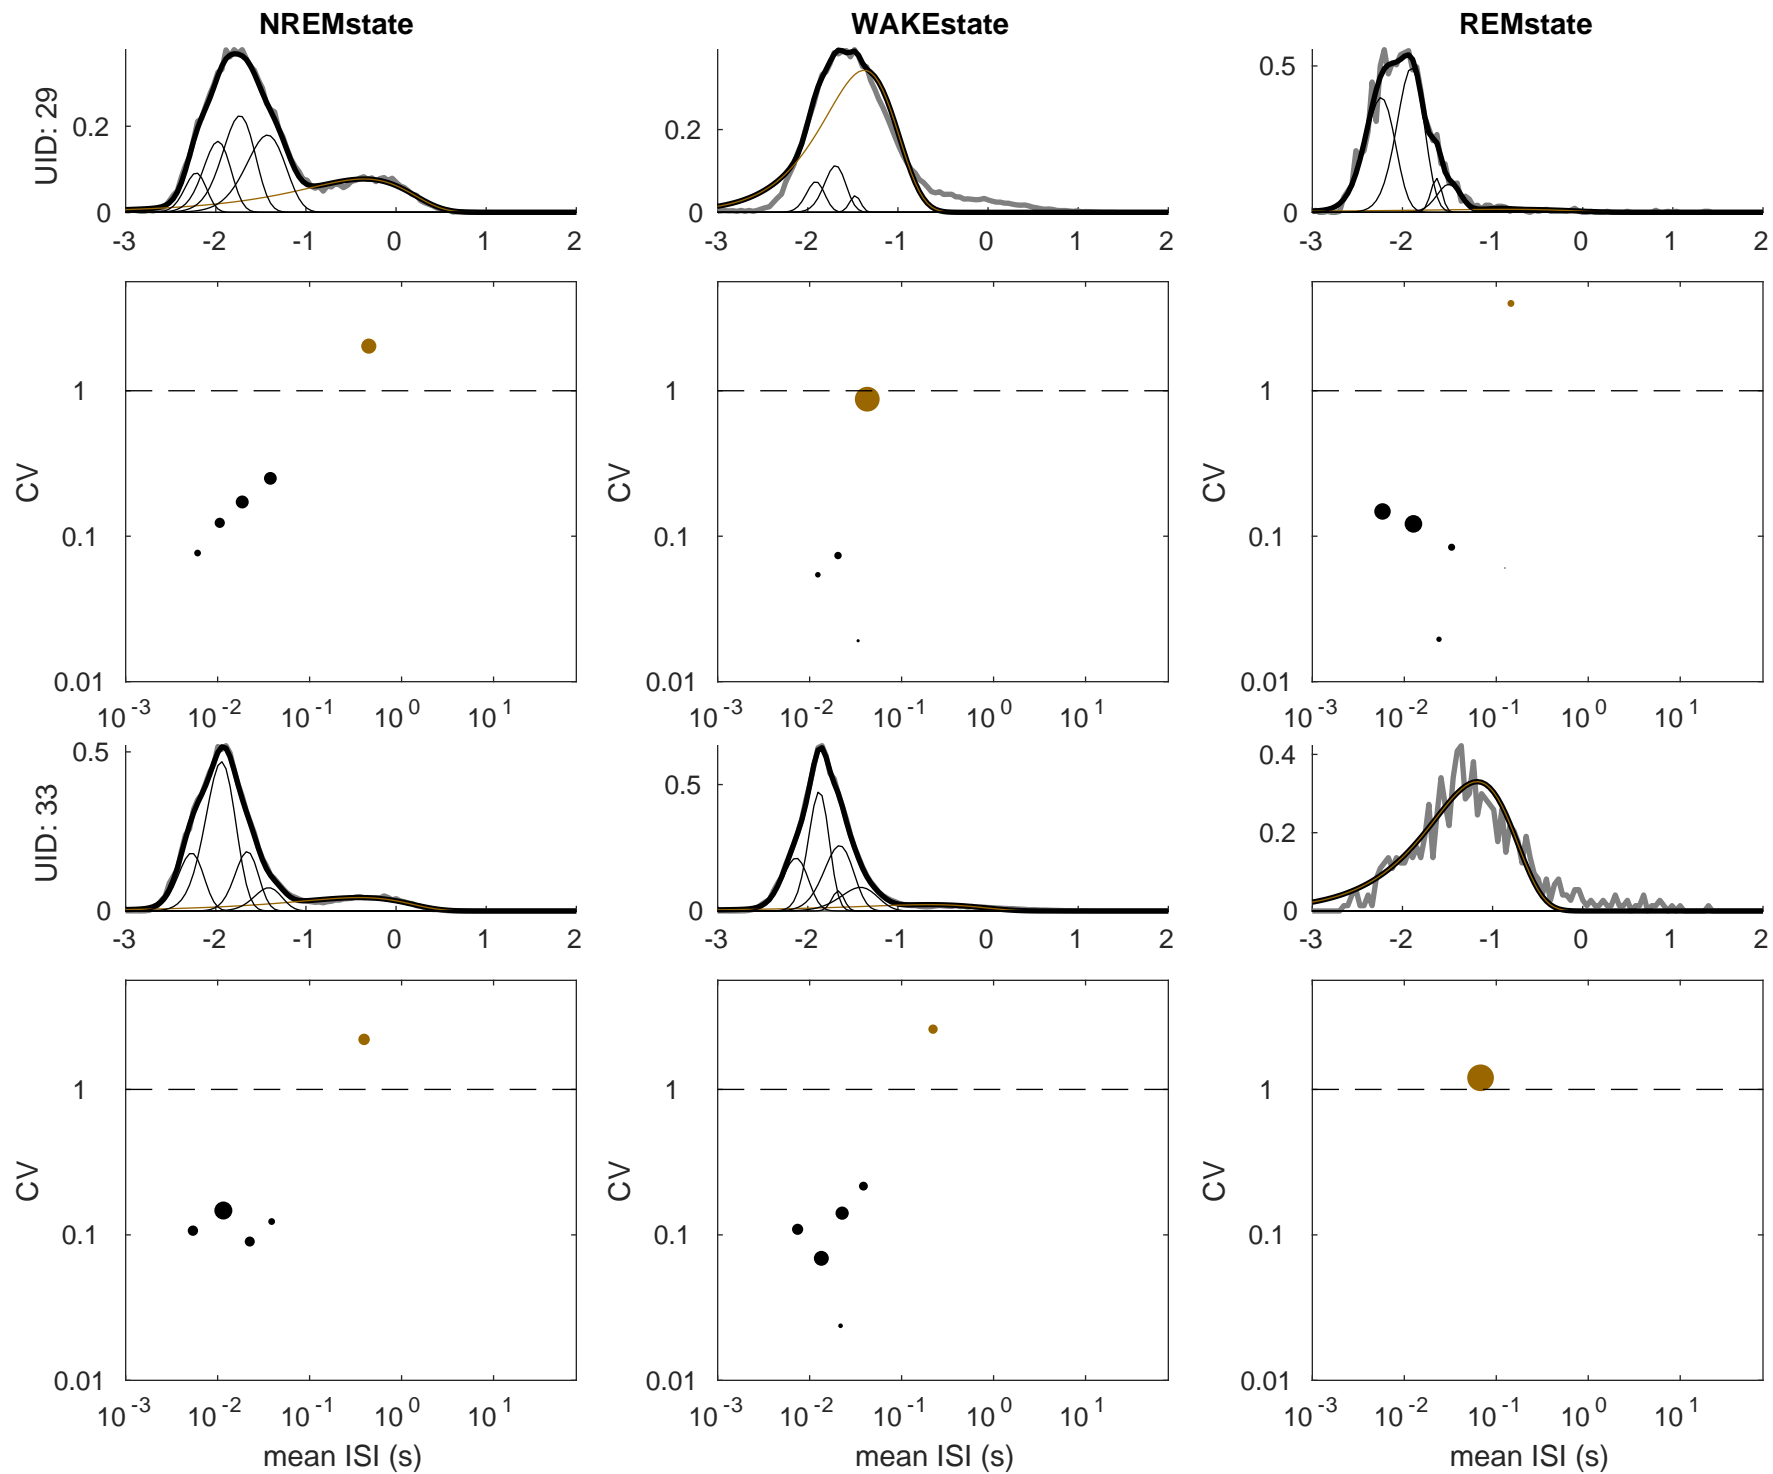 NREMstate WAKEstate REMstate
UID: 29
0.2 0 0.2 0 0.5 0
-3 -2 -1 0 1 2 -3 -2 -1 0 1 2 -3 -2 -1 0 1 2
CV 1 0.1 0.01 CV 1 0.1 0.01 CV 1 0.1 0.01
10^-3 10^-2 10^-1 10^0 10^1 10^-3 10^-2 10^-1 10^0 10^1 10^-3 10^-2 10^-1 10^0 10^1
UID: 33
0.5 0 0.5 0 0.4 0.2 0
-3 -2 -1 0 1 2 -3 -2 -1 0 1 2 -3 -2 -1 0 1 2
CV 1 0.1 0.01 CV 1 0.1 0.01 CV 1 0.1 0.01
10^-3 10^-2 10^-1 10^0 10^1 10^-3 10^-2 10^-1 10^0 10^1 10^-3 10^-2 10^-1 10^0 10^1
mean ISI (s) mean ISI (s) mean ISI (s)